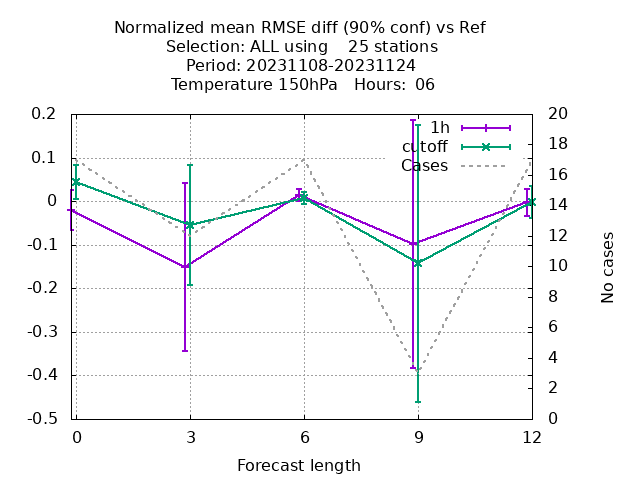 Normalized mean RMSE diff (90% conf) vs Ref
Selection: ALL using    25 stations
Period: 20231108-20231124
Temperature 150hPa   Hours:  06
0.2
0.1
0
-0.1
-0.2
-0.3
-0.4
-0.5
1h
cutoff
Cases
20
18
16
14
12
10
8
6
4
2
0
No cases
0 3 6 9 12
Forecast length